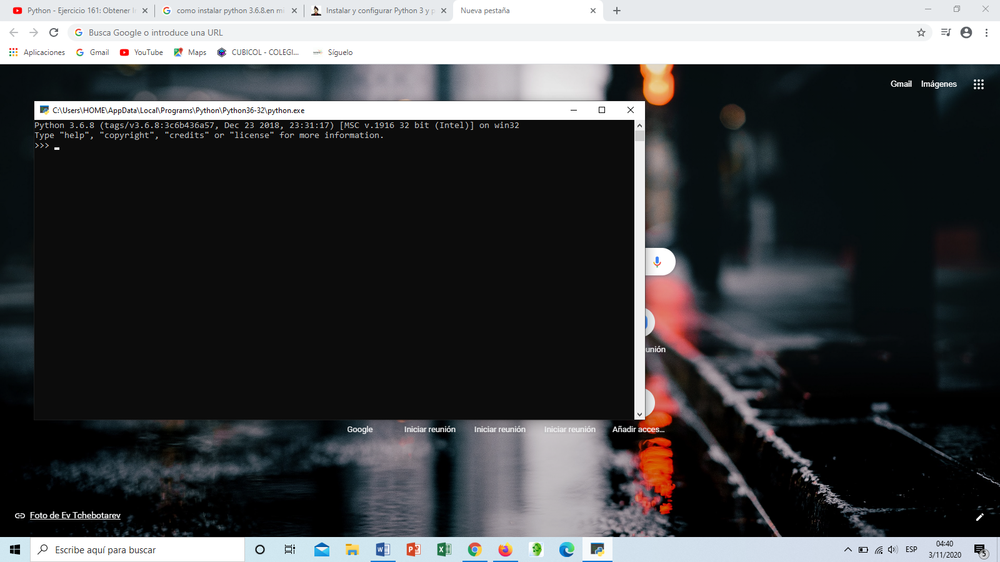 Python - Ejercicio 161: Obtener I
como instalar python 3.6.8.en mi
Instalar y configurar Python 3 y p
Nueva pestaña
Busca Google o introduce una URL
Aplicaciones
Gmail
YouTube
Maps
CUBICOL - COLEGI...
Síguelo
Gmail
Imágenes
C:\Users\HOME\AppData\Local\Programs\Python\Python36-32\python.exe
Python 3.6.8 (tags/v3.6.8:3c6b436a57, Dec 23 2018, 23:31:17) [MSC v.1916 32 bit (Intel)] on win32
Type "help", "copyright", "credits" or "license" for more information.
>>>
unión
Google
Iniciar reunión
Iniciar reunión
Iniciar reunión
Añadir acces...
Foto de Ev Tchebotarev
Escribe aquí para buscar
ESP
04:40
3/11/2020
5